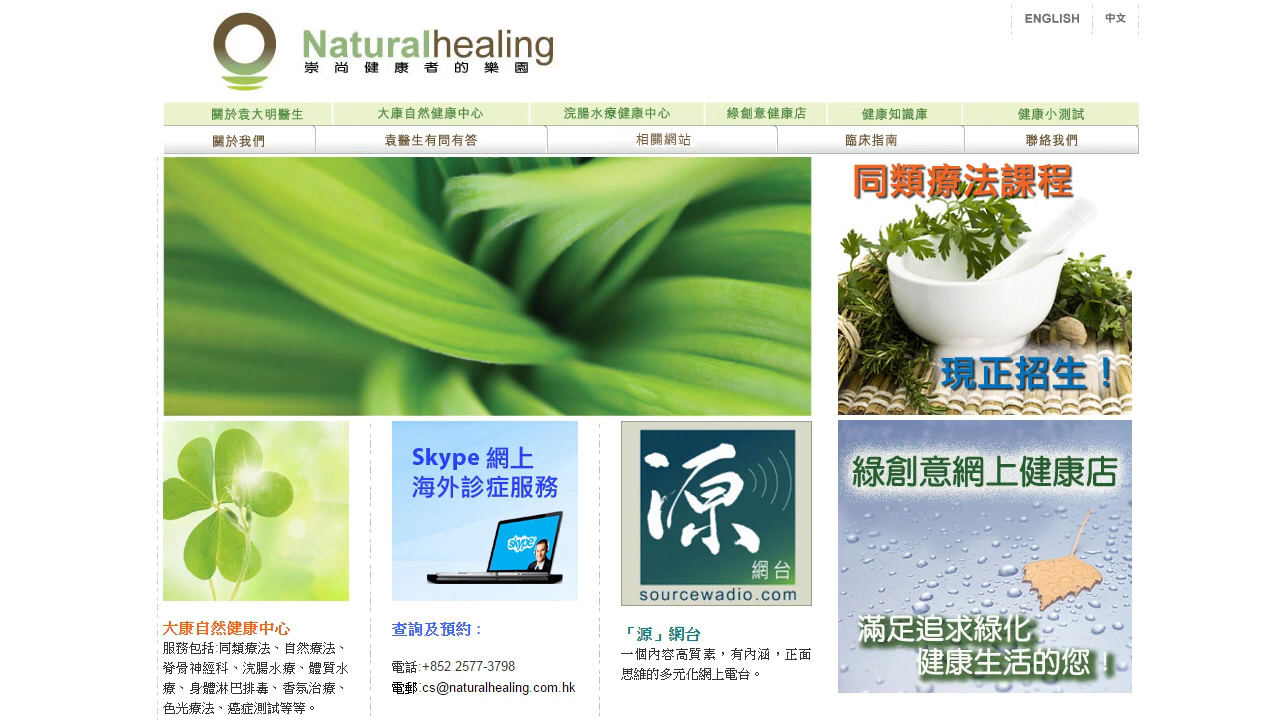 ENGLISH 中文
Naturalhealing
崇尚健康者的樂園
關於袁大明醫生 大康自然健康中心 浣腸水療健康中心 綠創意健康店 健康知識庫 健康小測試
關於我們 袁醫生有問有答 相關網站 臨床指南 聯絡我們
同類療法課程
現正招生！
Skype 網上
海外診症服務
skype
源
網台
sourcewadio.com
綠創意網上健康店
滿足追求綠化
健康生活的您！
大康自然健康中心
服務包括:同類療法、自然療法、
脊骨神經科、浣腸水療、體質水
療、身體淋巴排毒、香氛治療、
色光療法、癌症測試等等。
查詢及預約：
電話:+852 2577-3798
電郵:cs@naturalhealing.com.hk
「源」網台
一個內容高質素，有內涵，正面
思維的多元化網上電台。